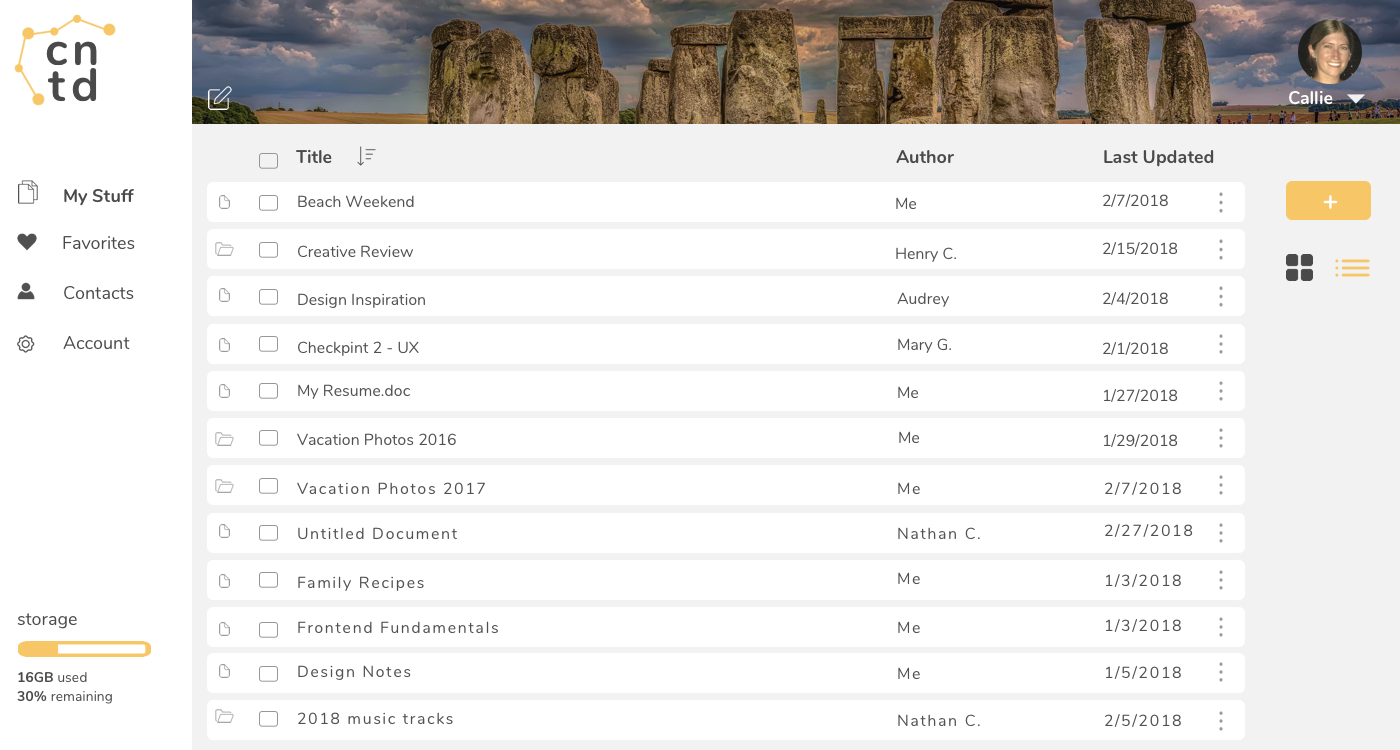 cn
td
Callie
My Stuff
Favorites
Contacts
Account
storage
16GB used
30% remaining
Title Author Last Updated
Beach Weekend Me 2/7/2018
Creative Review Henry C. 2/15/2018
Design Inspiration Audrey 2/4/2018
Checkpint 2 - UX Mary G. 2/1/2018
My Resume.doc Me 1/27/2018
Vacation Photos 2016 Me 1/29/2018
Vacation Photos 2017 Me 2/7/2018
Untitled Document Nathan C. 2/27/2018
Family Recipes Me 1/3/2018
Frontend Fundamentals Me 1/3/2018
Design Notes Me 1/5/2018
2018 music tracks Nathan C. 2/5/2018
+